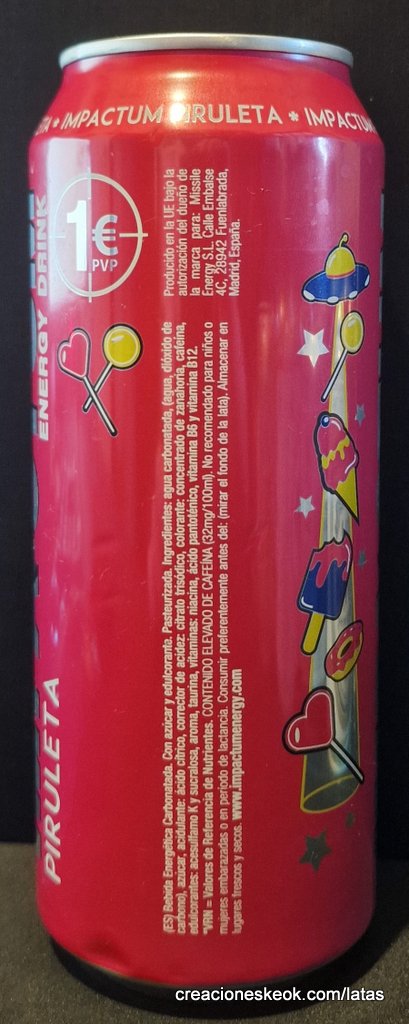 TA * IMPACTUM PIRULETA * IMPACTUM
1€
PVP
ENERGY DRINK
PIRULETA
Producido en la UE bajo la
autorización del dueño de
la marca para: Missile
Energy S.L. Calle Embalse
4C, 28942 Fuenlabrada,
Madrid, España.
(ES) Bebida Energética Carbonatada. Con azúcar y edulcorante. Pasteurizada. Ingredientes: agua carbonatada, (agua, dióxido de
carbono), azúcar, acidulante: ácido cítrico, corrector de acidez: citrato trisódico, colorante: concentrado de zanahoria, cafeína,
edulcorantes: acesulfamo K y sucralosa, aroma, taurina, vitaminas: niacina, ácido pantoténico, vitamina B6 y vitamina B12.
*VRN = Valores de Referencia de Nutrientes. CONTENIDO ELEVADO DE CAFEÍNA (32mg/100ml). No recomendado para niños o
mujeres embarazadas o en periodo de lactancia. Consumir preferentemente antes del: (mirar el fondo de la lata). Almacenar en
lugares frescos y secos. www.impactumenergy.com
creacioneskeok.com/latas